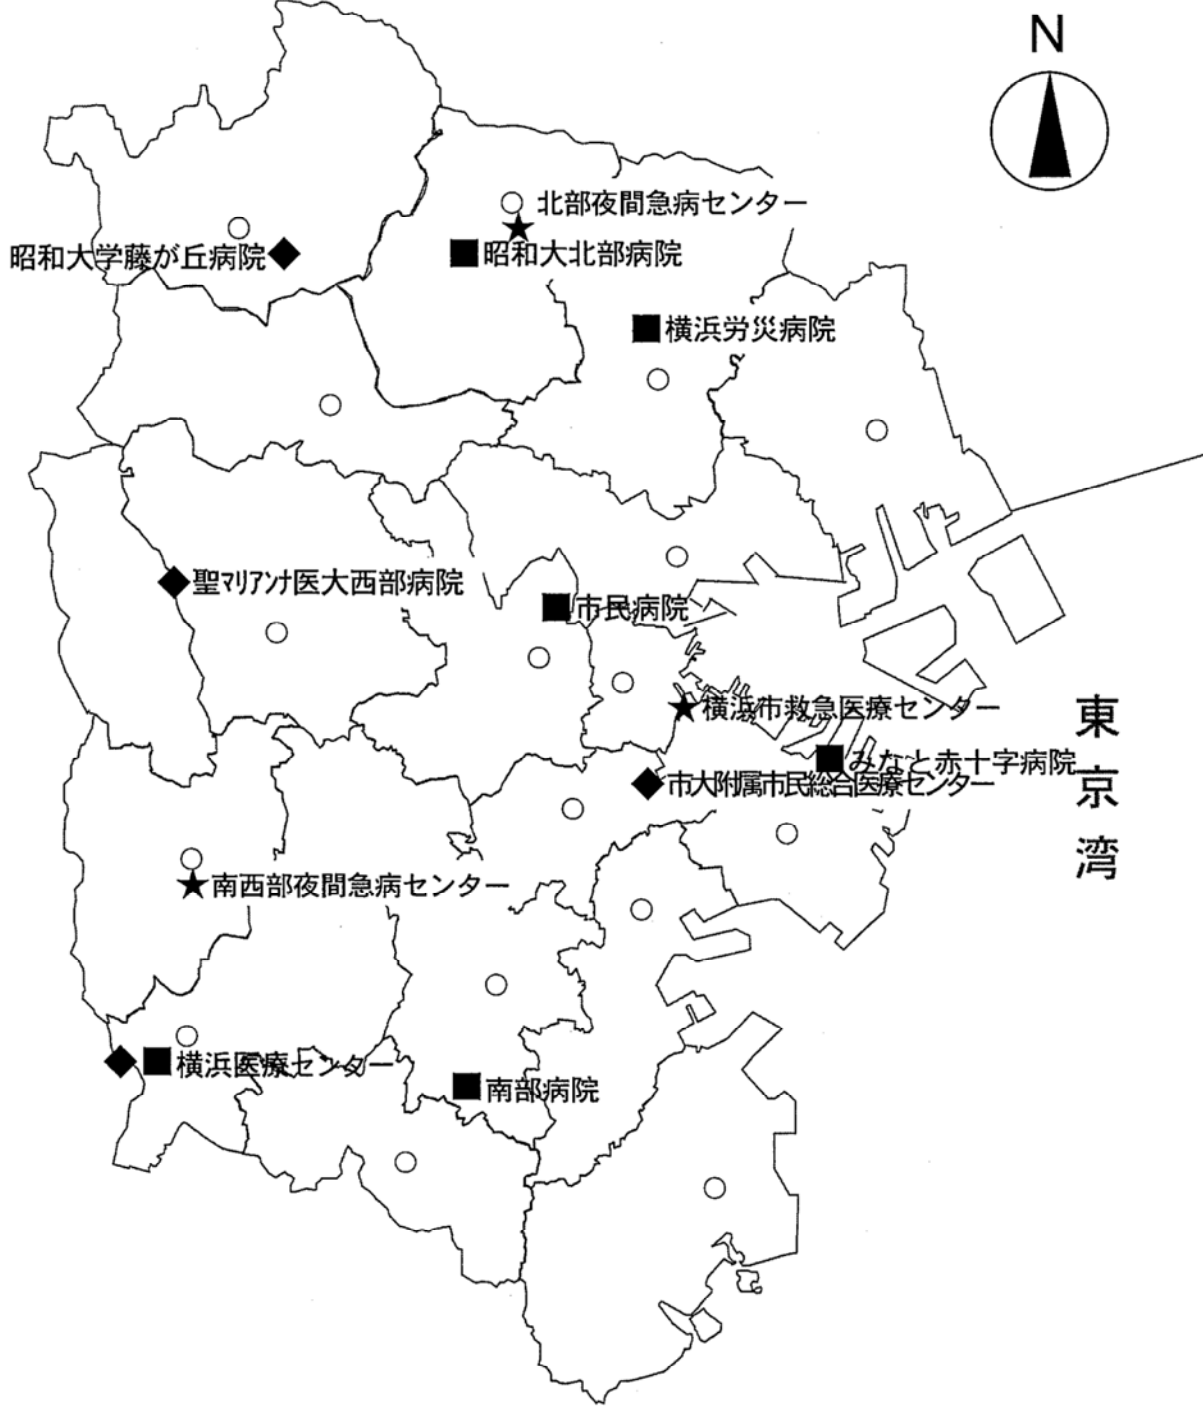 N
北部夜間急病センター
昭和大学藤が丘病院
昭和大北部病院
横浜労災病院
聖マリアンナ医大西部病院
市民病院
横浜市救急医療センター
みなと赤十字病院
市大附属市民総合医療センター
東京湾
南西部夜間急病センター
横浜医療センター
南部病院